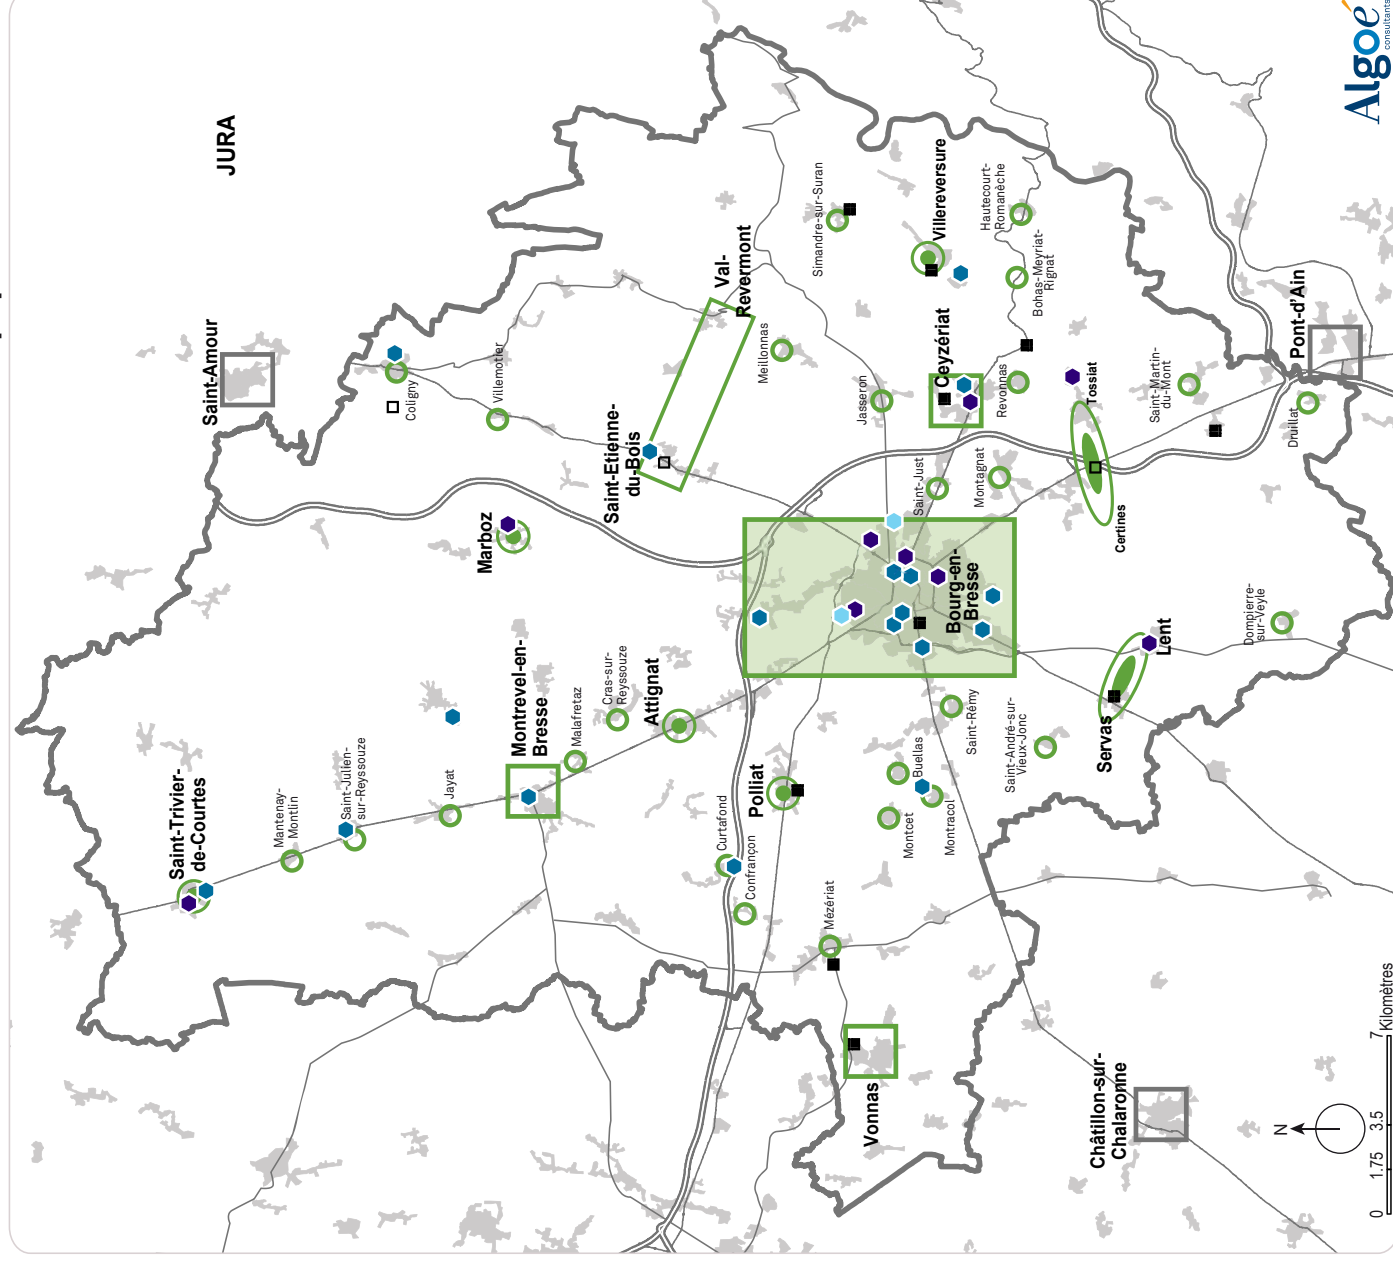 JURA
Saint-Amour
Coligny
Villemotier
Saint-Etienne-
du-Bois
Val-
Revermont
Meillonnas
Simandre-sur-Suran
Villereversure
Hautecourt-
Romanèche
Bohas-Meyriat-
Rignat
Ceyzériat
Jasseron
Revonnas
Tossiat
Saint-Martin-
du-Mont
Pont-d'Ain
Druillat
Marboz
Saint-Just
Montagnat
Certines
Bourg-en-
Bresse
Lent
Dompierre-
sur-Veyle
Servas
Saint-Rémy
Saint-André-sur-
Vieux-Jonc
Montrevel-en-
Bresse
Malafretaz
Cras-sur-
Reyssouze
Attignat
Saint-Trivier-
de-Courtes
Mantenay-
Montlin
Saint-Julien-
sur-Reyssouze
Jayat
Polliat
Curtafond
Confrançon
Buellas
Montcet
Montracol
Mézériat
Vonnas
Châtillon-sur-
Chalaronne
N
0 1.75 3.5 7
Kilomètres
Algoé
consultants